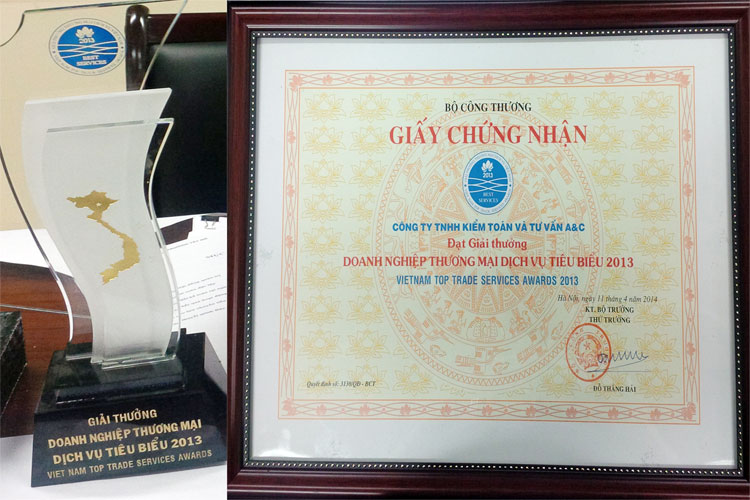 2013
BEST
SERVICES
GIẢI THƯỞNG
DOANH NGHIỆP THƯƠNG MẠI
DỊCH VỤ TIÊU BIỂU 2013
VIET NAM TOP TRADE SERVICES AWARDS
BỘ CÔNG THƯƠNG
GIẤY CHỨNG NHẬN
2013
BEST
SERVICES
CÔNG TY TNHH KIỂM TOÁN VÀ TƯ VẤN A&C
Đạt Giải thưởng
DOANH NGHIỆP THƯƠNG MẠI DỊCH VỤ TIÊU BIỂU 2013
VIETNAM TOP TRADE SERVICES AWARDS 2013
Hà Nội, ngày 11 tháng 4 năm 2014
KT. BỘ TRƯỞNG
THỨ TRƯỞNG
Quyết định số: 3130/QĐ - BCT
ĐỖ THẮNG HẢI